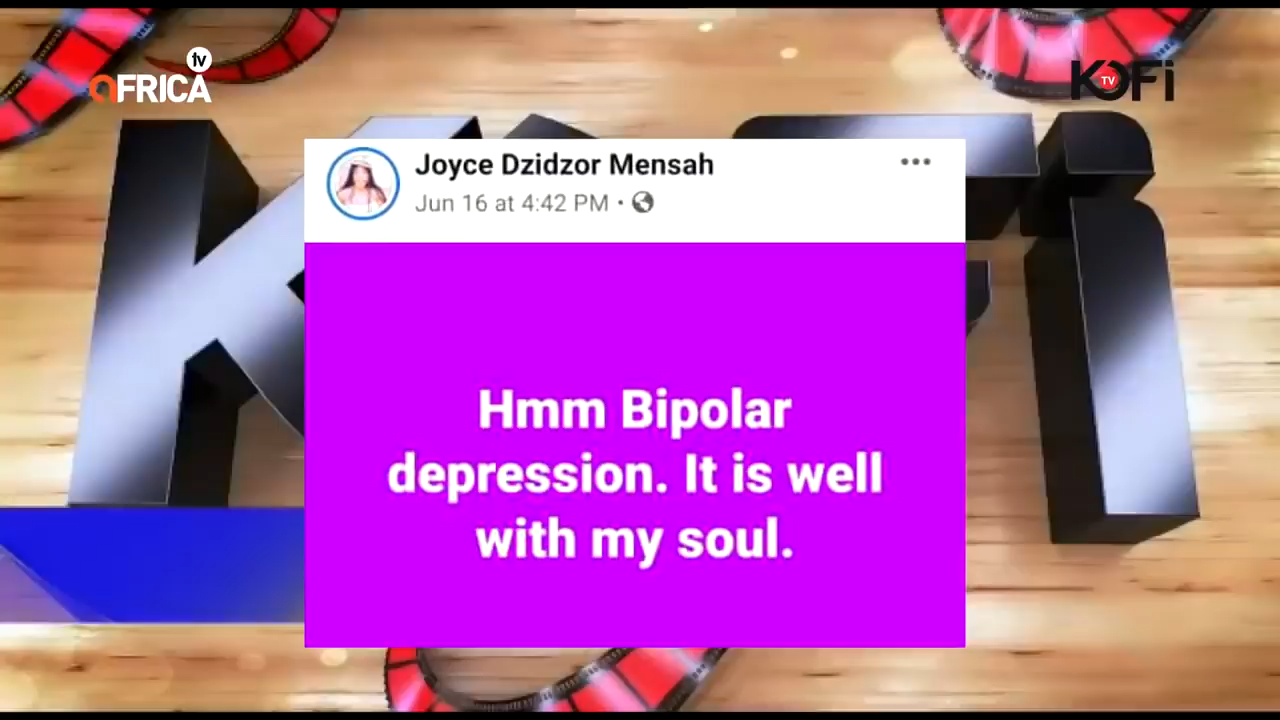 tv
aFRICA
KOFi
TV
Joyce Dzidzor Mensah
Jun 16 at 4:42 PM •
Hmm Bipolar
depression. It is well
with my soul.